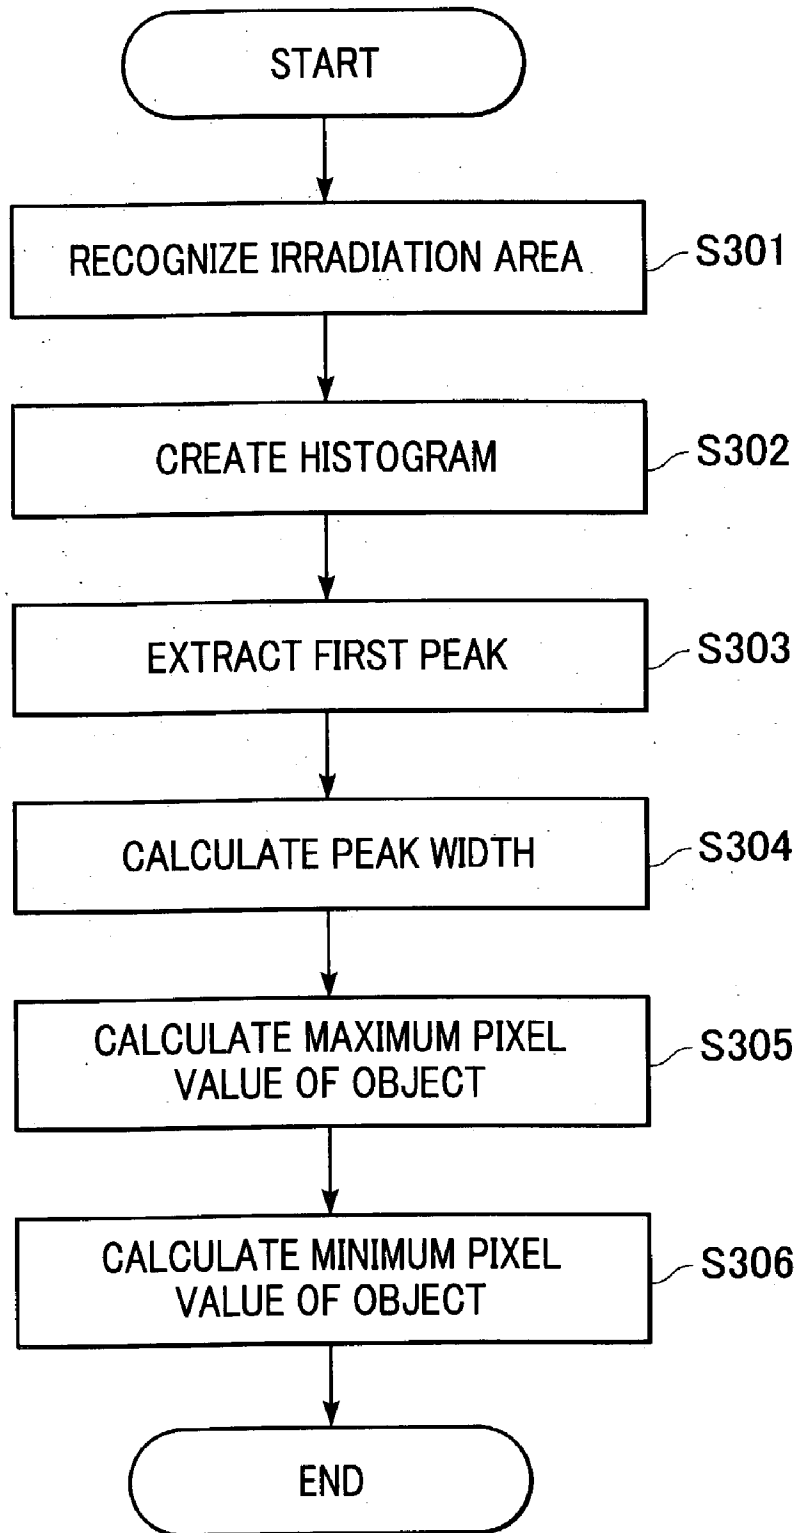 START
RECOGNIZE IRRADIATION AREA
S301
CREATE HISTOGRAM
S302
EXTRACT FIRST PEAK
S303
CALCULATE PEAK WIDTH
S304
CALCULATE MAXIMUM PIXEL
VALUE OF OBJECT
S305
CALCULATE MINIMUM PIXEL
VALUE OF OBJECT
S306
END